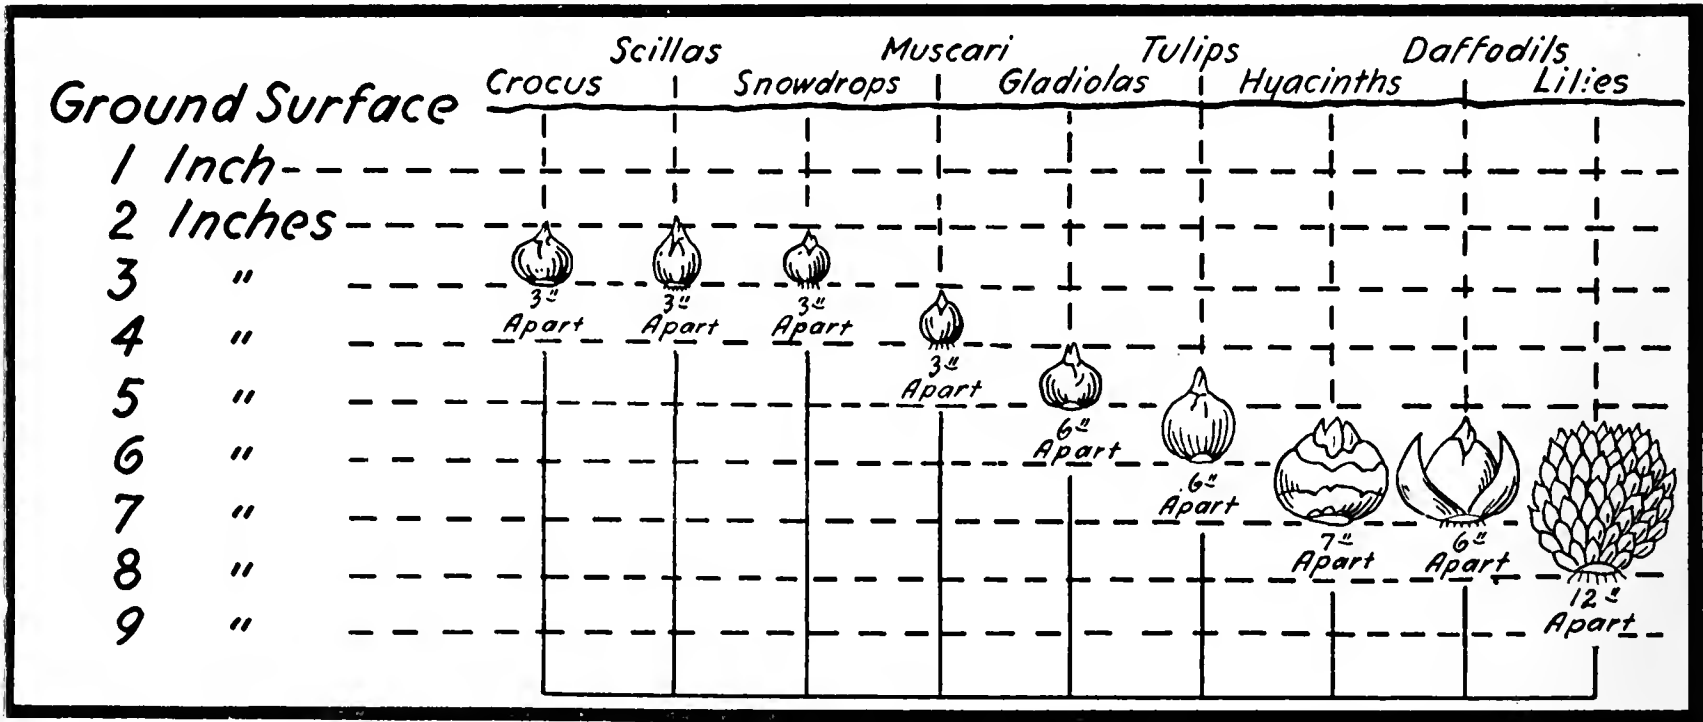 Scillas Muscari Tulips Daffodils
Crocus Snowdrops Gladiolas Hyacinths Lilies
Ground Surface
1 Inch
2 Inches
3 "
3" 3" 3"
Apart Apart Apart
4 "
3"
Apart
5 "
6"
Apart
6 "
6"
Apart
7 "
7" 6"
Apart Apart
8 "
12"
Apart
9 "